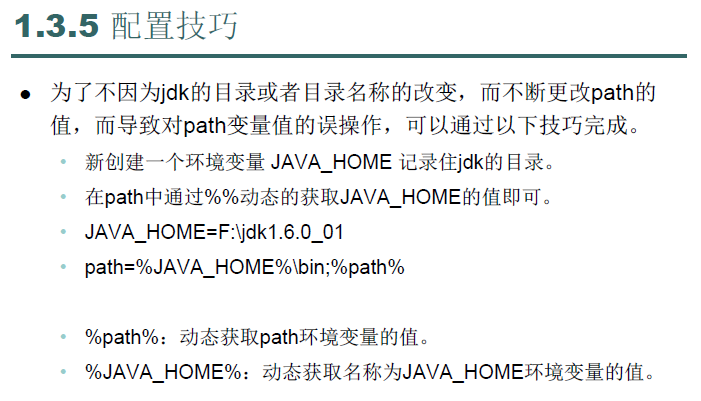 1.3.5 配置技巧
● 为了不因为jdk的目录或者目录名称的改变，而不断更改path的
值，而导致对path变量值的误操作，可以通过以下技巧完成。
• 新创建一个环境变量 JAVA_HOME 记录住jdk的目录。
• 在path中通过%%动态的获取JAVA_HOME的值即可。
• JAVA_HOME=F:\jdk1.6.0_01
• path=%JAVA_HOME%\bin;%path%
• %path%：动态获取path环境变量的值。
• %JAVA_HOME%：动态获取名称为JAVA_HOME环境变量的值。